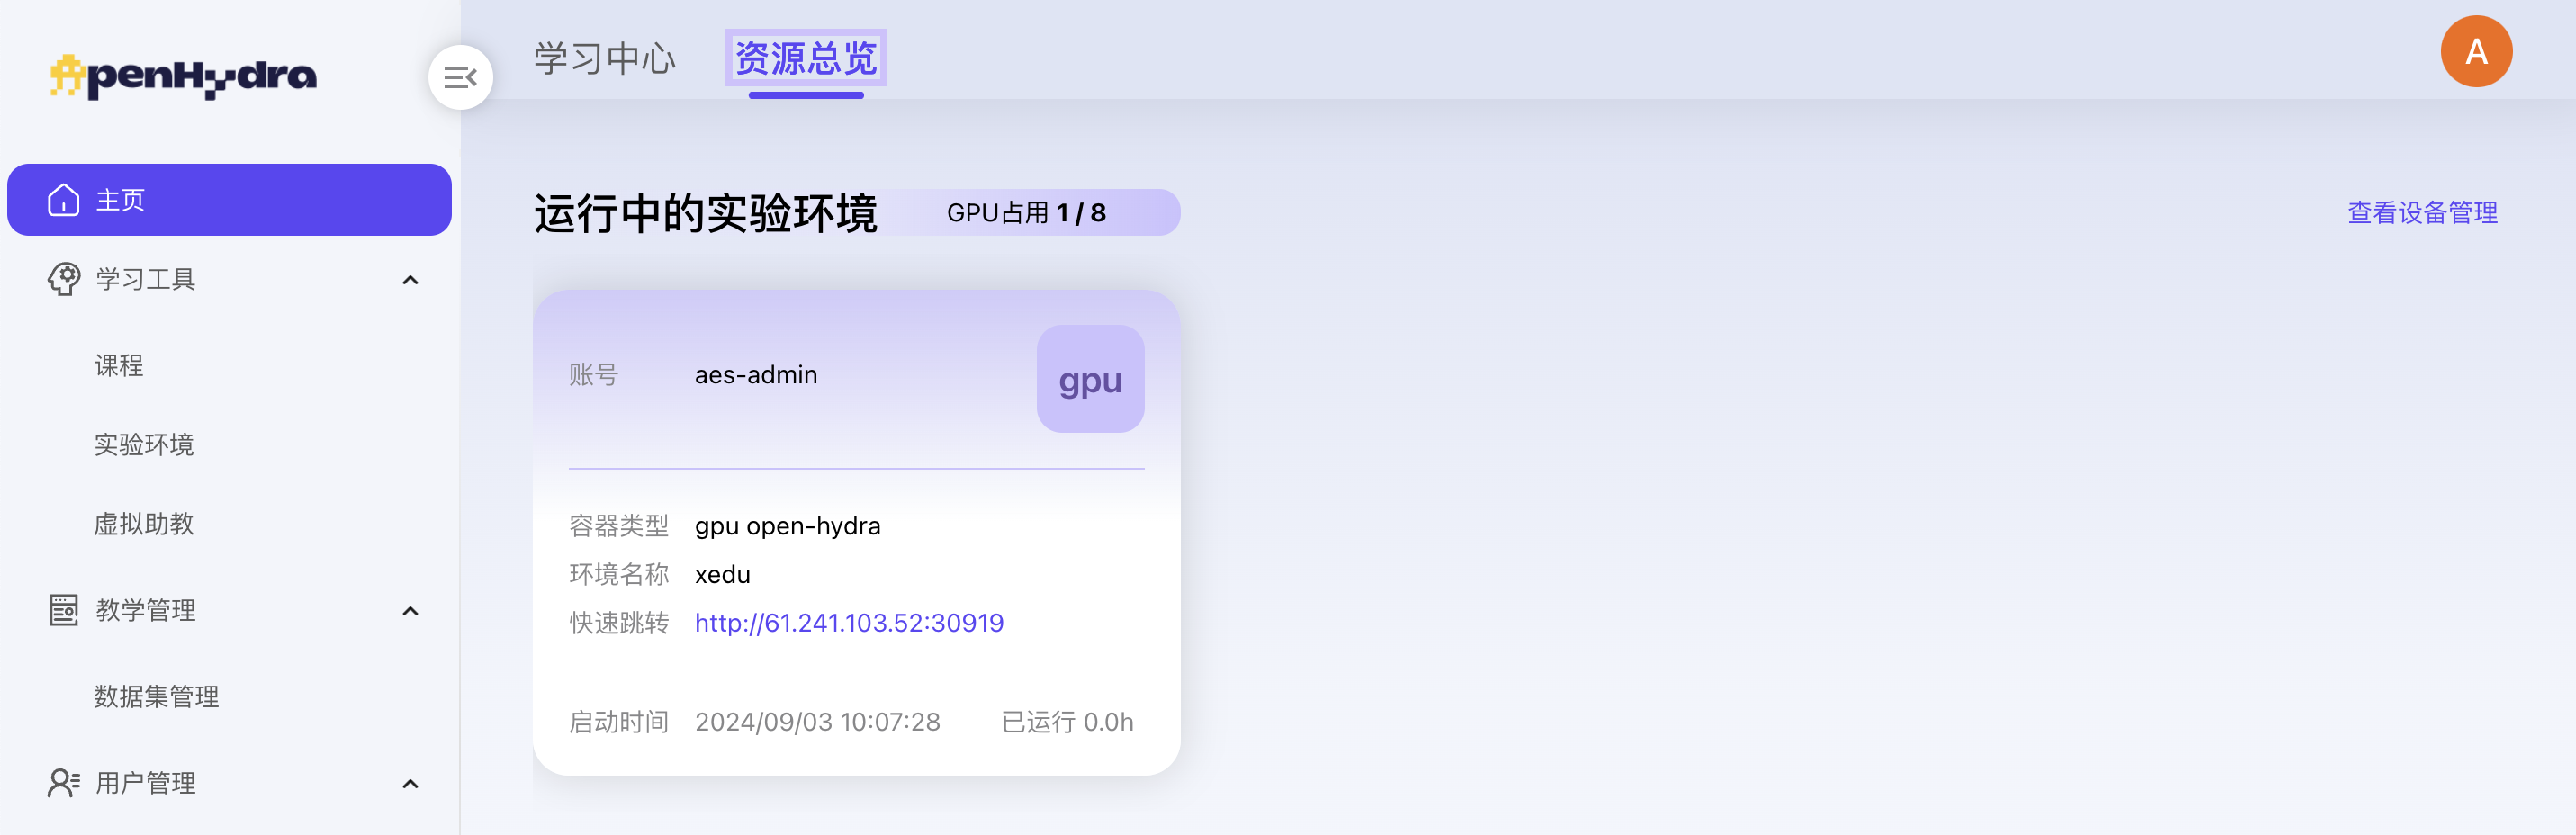 OpenHydra
学习中心
资源总览
A
主页
学习工具
课程
实验环境
虚拟助教
教学管理
数据集管理
用户管理
运行中的实验环境
GPU占用 1 / 8
查看设备管理
账号 aes-admin
gpu
容器类型 gpu open-hydra
环境名称 xedu
快速跳转 http://61.241.103.52:30919
启动时间 2024/09/03 10:07:28 已运行 0.0h